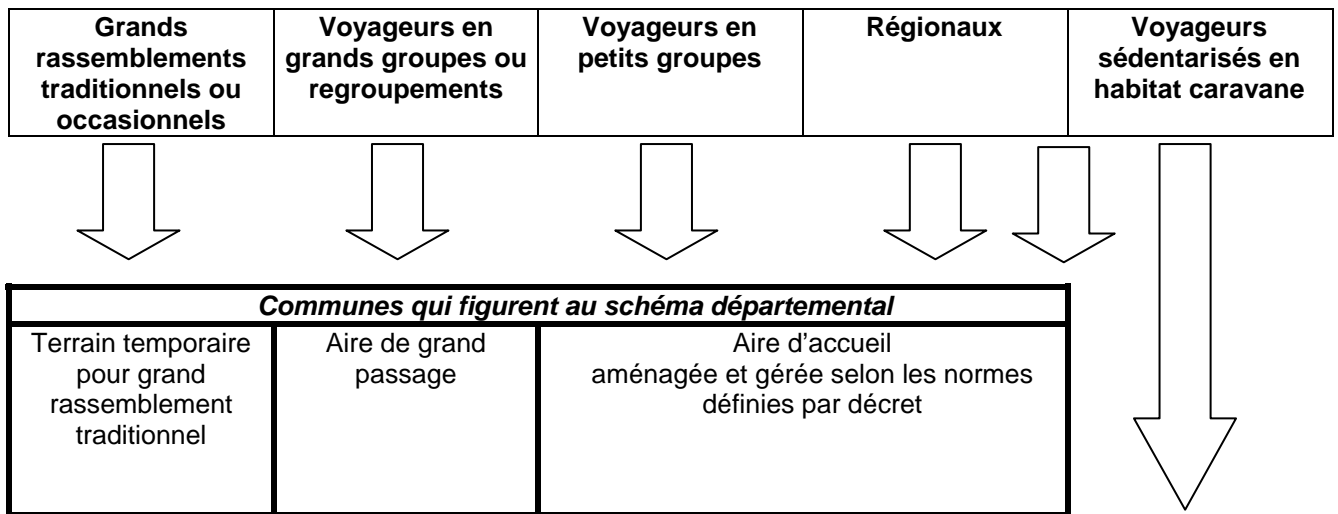 Grands
rassemblements
traditionnels ou
occasionnels
Voyageurs en
grands groupes ou
regroupements
Voyageurs en
petits groupes
Régionaux
Voyageurs
sédentarisés en
habitat caravane
Communes qui figurent au schéma départemental
Terrain temporaire
pour grand
rassemblement
traditionnel
Aire de grand
passage
Aire d’accueil
aménagée et gérée selon les normes
définies par décret